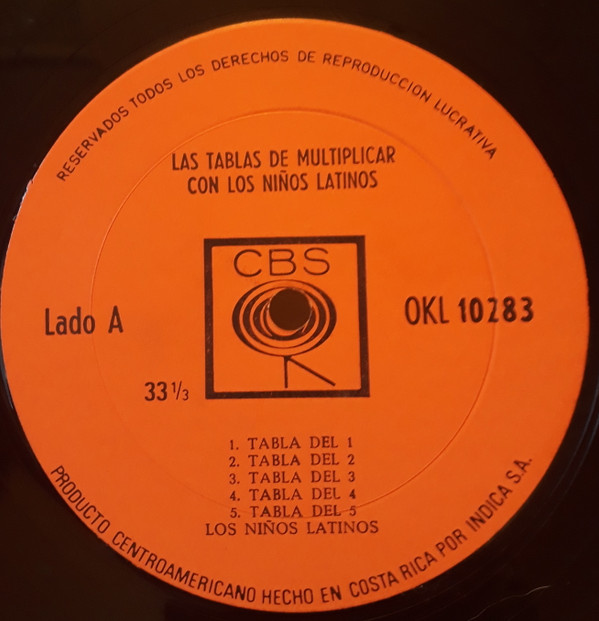 RESERVADOS TODOS LOS DERECHOS DE REPRODUCCION LUCRATIVA
LAS TABLAS DE MULTIPLICAR
CON LOS NIÑOS LATINOS
CBS
Lado A
OKL 10283
33 1/3
1. TABLA DEL 1
2. TABLA DEL 2
3. TABLA DEL 3
4. TABLA DEL 4
5. TABLA DEL 5
LOS NIÑOS LATINOS
PRODUCTO CENTROAMERICANO HECHO EN COSTA RICA POR INDICA S.A.